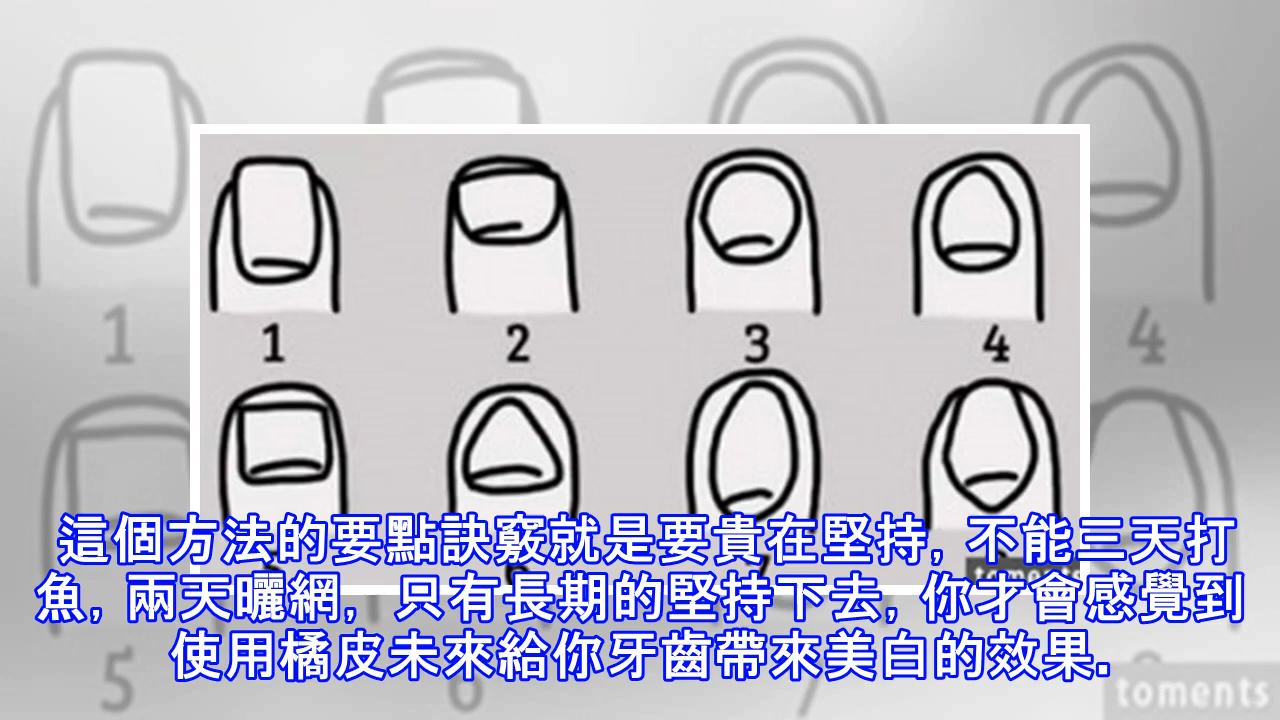 1 2 3 4
1 4
這個方法的要點訣竅就是要貴在堅持, 不能三天打
魚, 兩天曬網, 只有長期的堅持下去, 你才會感覺到
使用橘皮未來給你牙齒帶來美白的效果.
5 6 7
toments